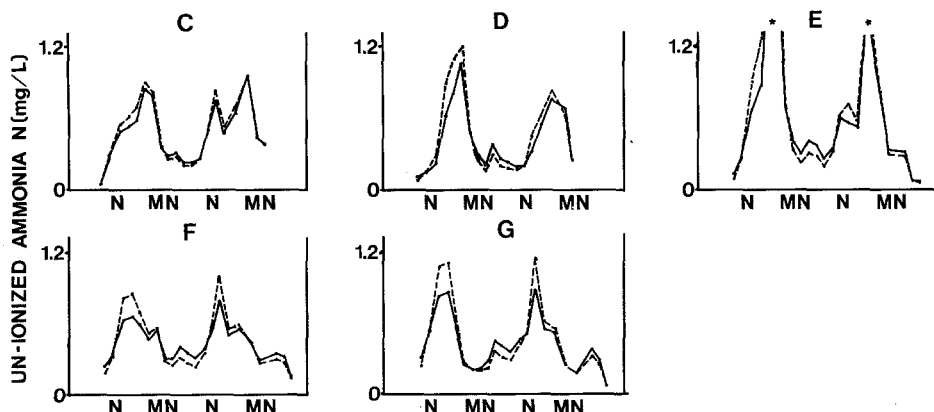 UN-IONIZED AMMONIA N (mg/L)
C
1.2
0
N MN N MN
D
1.2
0
N MN N MN
* E *
1.2
0
N MN N MN
F
1.2
0
N MN N MN
G
1.2
0
N MN N MN